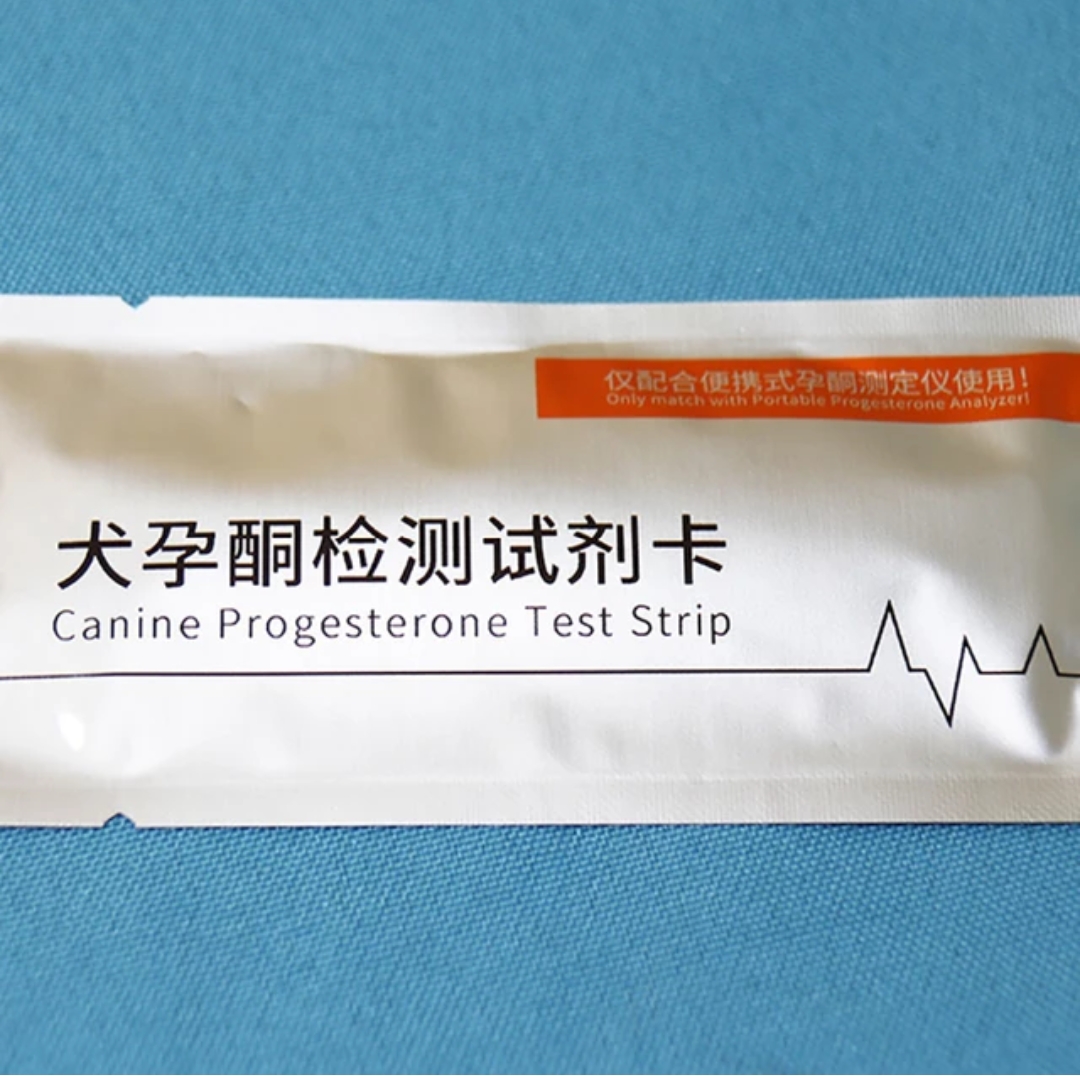 仅配合便携式孕酮测定仪使用！
Only match with Portable Progesterone Analyzer!
犬孕酮检测试剂卡
Canine Progesterone Test Strip